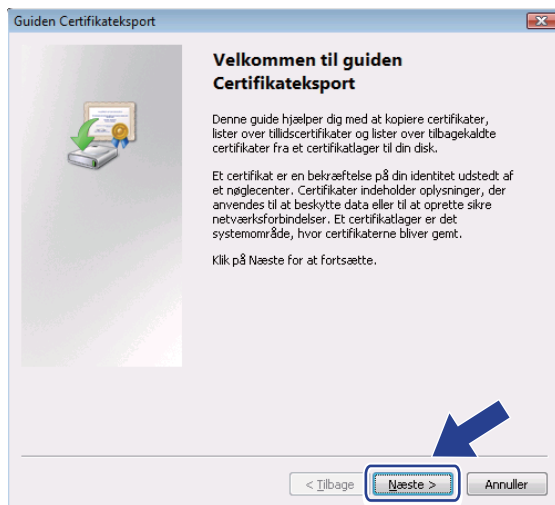 Guiden Certifikateksport
Velkommen til guiden
Certifikateksport
Denne guide hjælper dig med at kopiere certifikater,
lister over tillidscertifikater og lister over tilbagekaldte
certifikater fra et certifikatlager til din disk.
Et certifikat er en bekræftelse på din identitet udstedt af
et nøglecenter. Certifikater indeholder oplysninger, der
anvendes til at beskytte data eller til at oprette sikre
netværksforbindelser. Et certifikatlager er det
systemområde, hvor certifikaterne bliver gemt.
Klik på Næste for at fortsætte.
< Tilbage Næste > Annuller